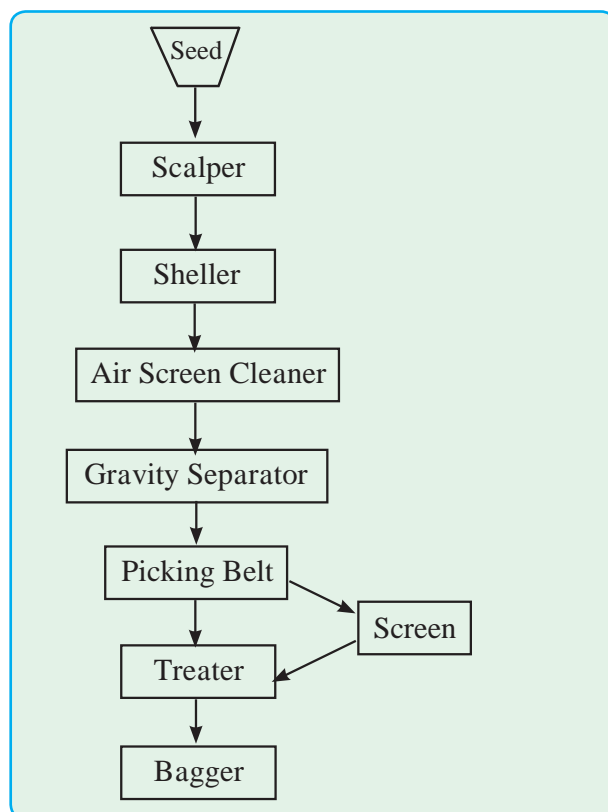 Seed
Scalper
Sheller
Air Screen Cleaner
Gravity Separator
Picking Belt
Screen
Treater
Bagger